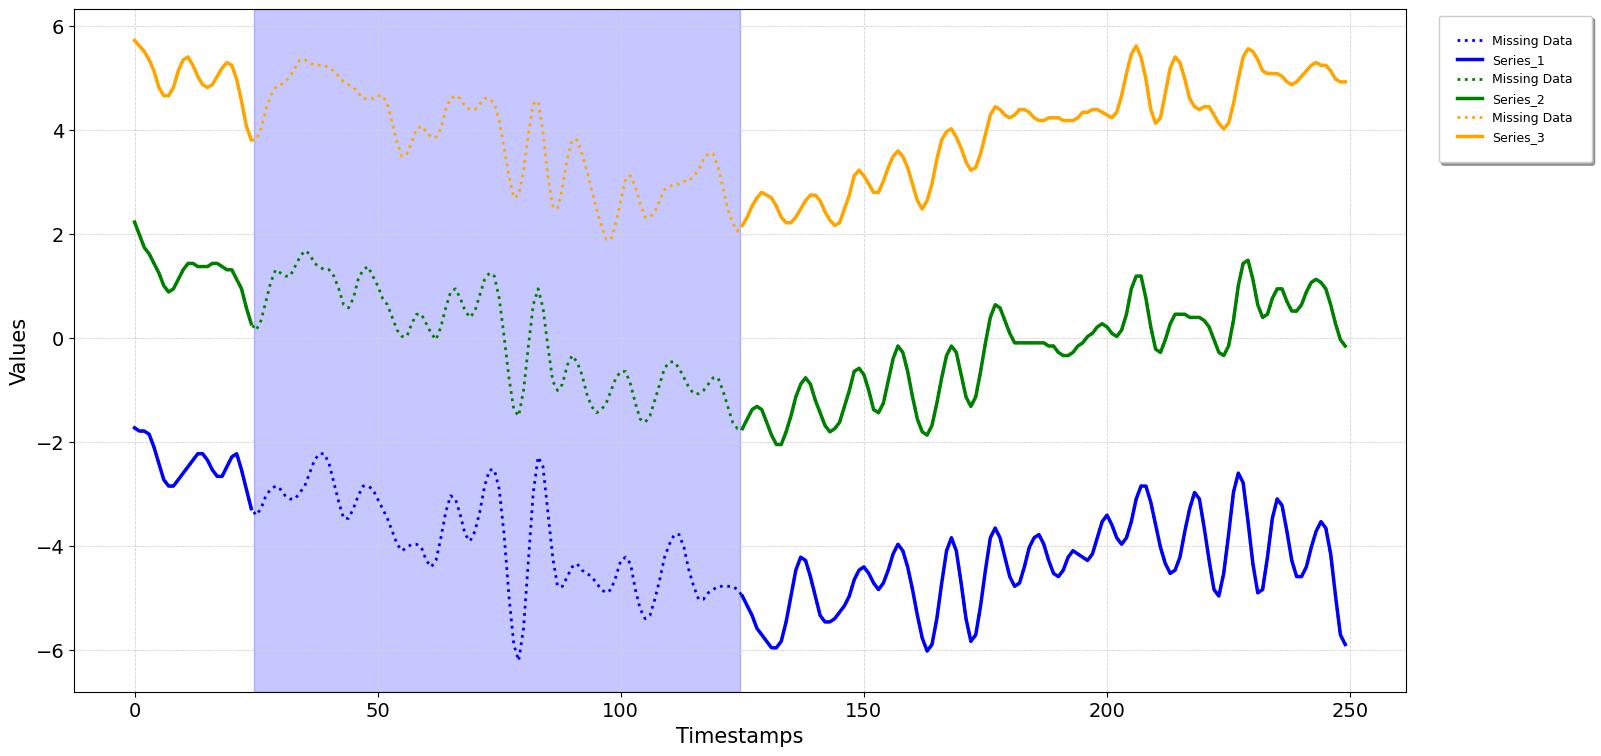 6
4
2
0
−2
−4
−6
Values
0
50
100
150
200
250
Timestamps
Missing Data
Series_1
Missing Data
Series_2
Missing Data
Series_3